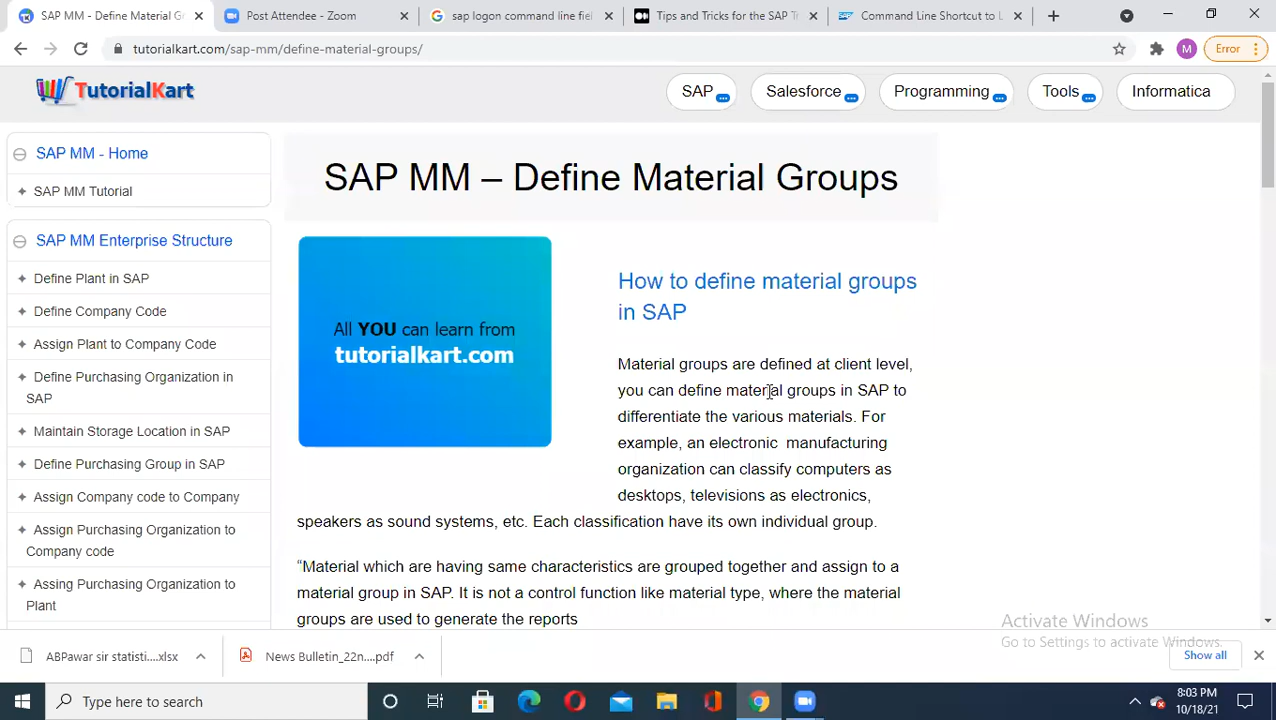 SAP MM - Define Material Gr
Post Attendee - Zoom
sap logon command line fiel
Tips and Tricks for the SAP T
Command Line Shortcut to L
tutorialkart.com/sap-mm/define-material-groups/
M
Error
TutorialKart
SAP
Salesforce
Programming
Tools
Informatica
SAP MM - Home
SAP MM Tutorial
SAP MM Enterprise Structure
Define Plant in SAP
Define Company Code
Assign Plant to Company Code
Define Purchasing Organization in
SAP
Maintain Storage Location in SAP
Define Purchasing Group in SAP
Assign Company code to Company
Assign Purchasing Organization to
Company code
Assing Purchasing Organization to
Plant
SAP MM – Define Material Groups
All YOU can learn from
tutorialkart.com
How to define material groups
in SAP
Material groups are defined at client level,
you can define material groups in SAP to
differentiate the various materials. For
example, an electronic manufacturing
organization can classify computers as
desktops, televisions as electronics,
speakers as sound systems, etc. Each classification have its own individual group.
“Material which are having same characteristics are grouped together and assign to a
material group in SAP. It is not a control function like material type, where the material
groups are used to generate the reports
Activate Windows
Go to Settings to activate Windows.
ABPawar sir statisti....xlsx
News Bulletin_22n....pdf
Show all
Type here to search
8:03 PM
10/18/21